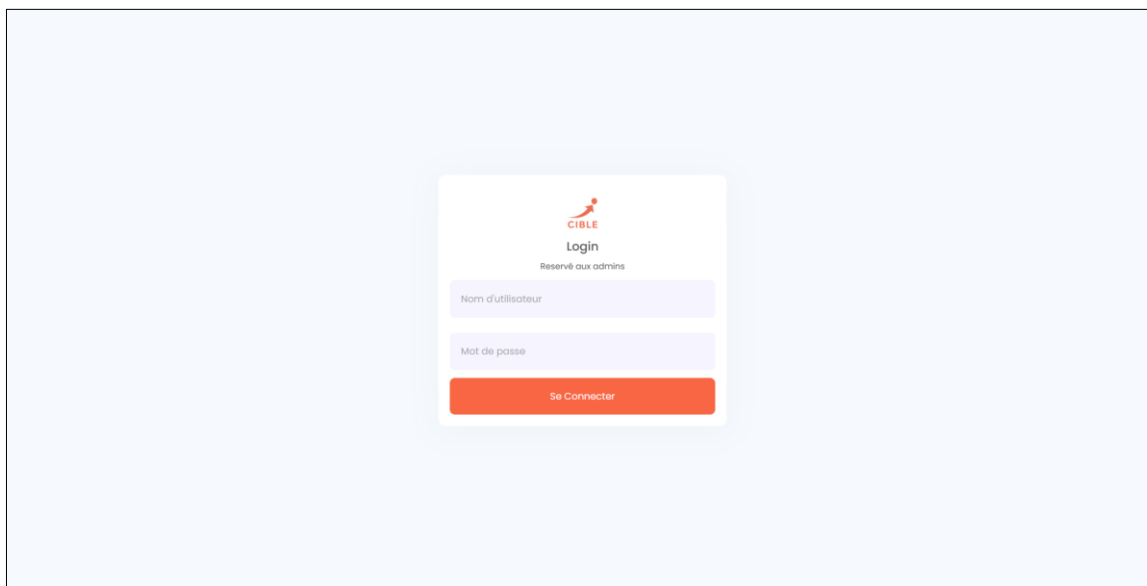 CIBLE
Login
Reservé aux admins
Nom d'utilisateur
Mot de passe
Se Connecter